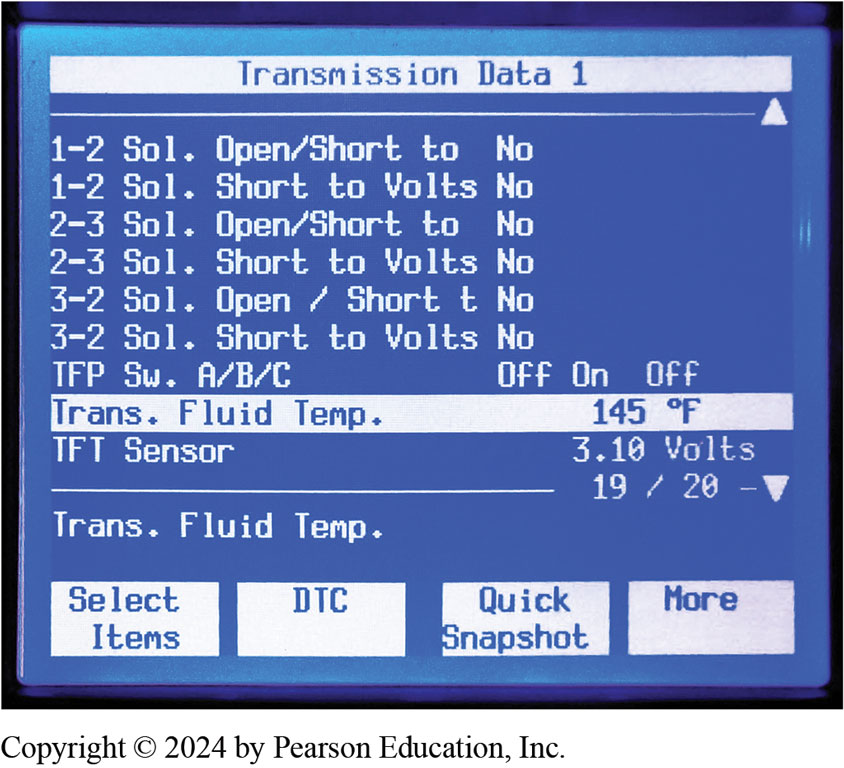 Transmission Data 1
1-2 Sol. Open/Short to No
1-2 Sol. Short to Volts No
2-3 Sol. Open/Short to No
2-3 Sol. Short to Volts No
3-2 Sol. Open / Short t No
3-2 Sol. Short to Volts No
TFP Sw. A/B/C Off On Off
Trans. Fluid Temp. 145 °F
TFT Sensor 3.10 Volts
19 / 20 -
Trans. Fluid Temp.
Select Items
DTC
Quick Snapshot
More
Copyright © 2024 by Pearson Education, Inc.